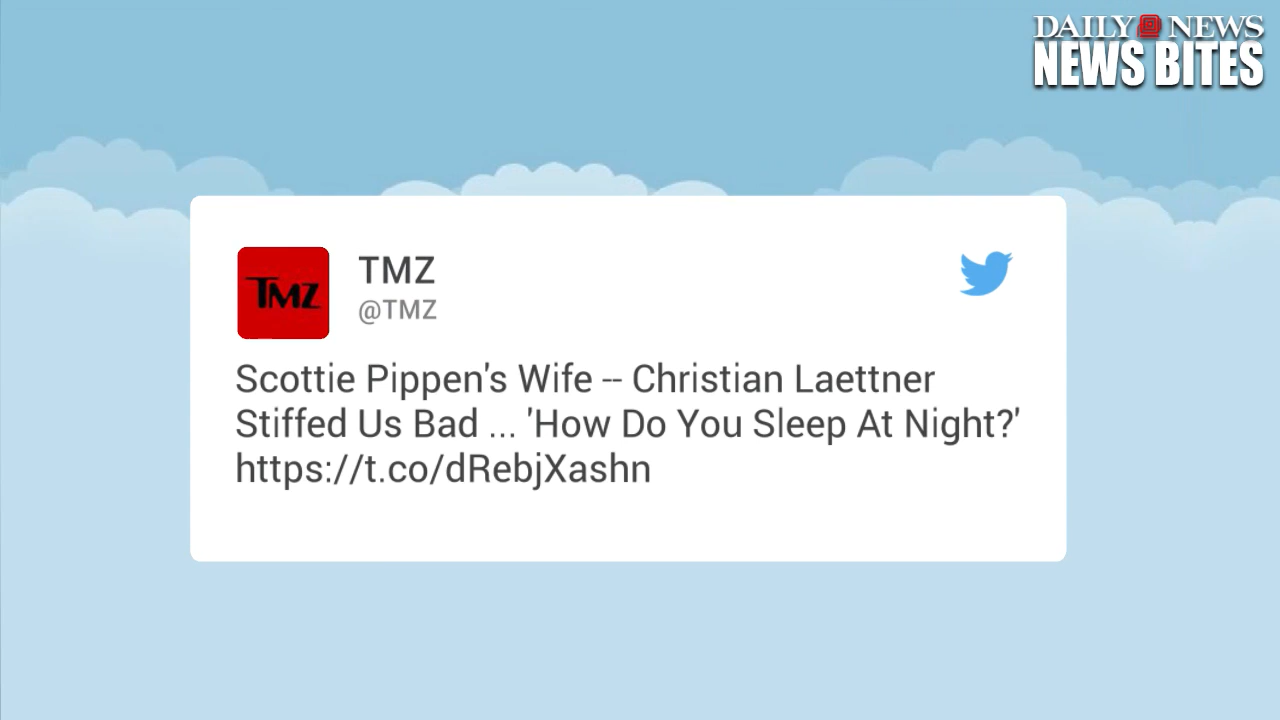 DAILY NEWS
NEWS BITES
TMZ
TMZ
@TMZ
Scottie Pippen's Wife -- Christian Laettner
Stiffed Us Bad ... 'How Do You Sleep At Night?'
https://t.co/dRebjXashn